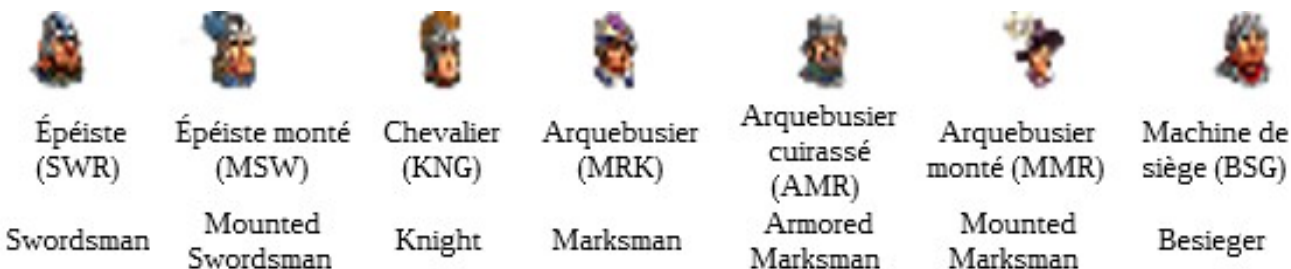 Épéiste
(SWR)
Épéiste monté
(MSW)
Chevalier
(KNG)
Arquebusier
(MRK)
Arquebusier
cuirassé
(AMR)
Arquebusier
monté (MMR)
Machine de
siège (BSG)
Swordsman
Mounted
Swordsman
Knight
Marksman
Armored
Marksman
Mounted
Marksman
Besieger